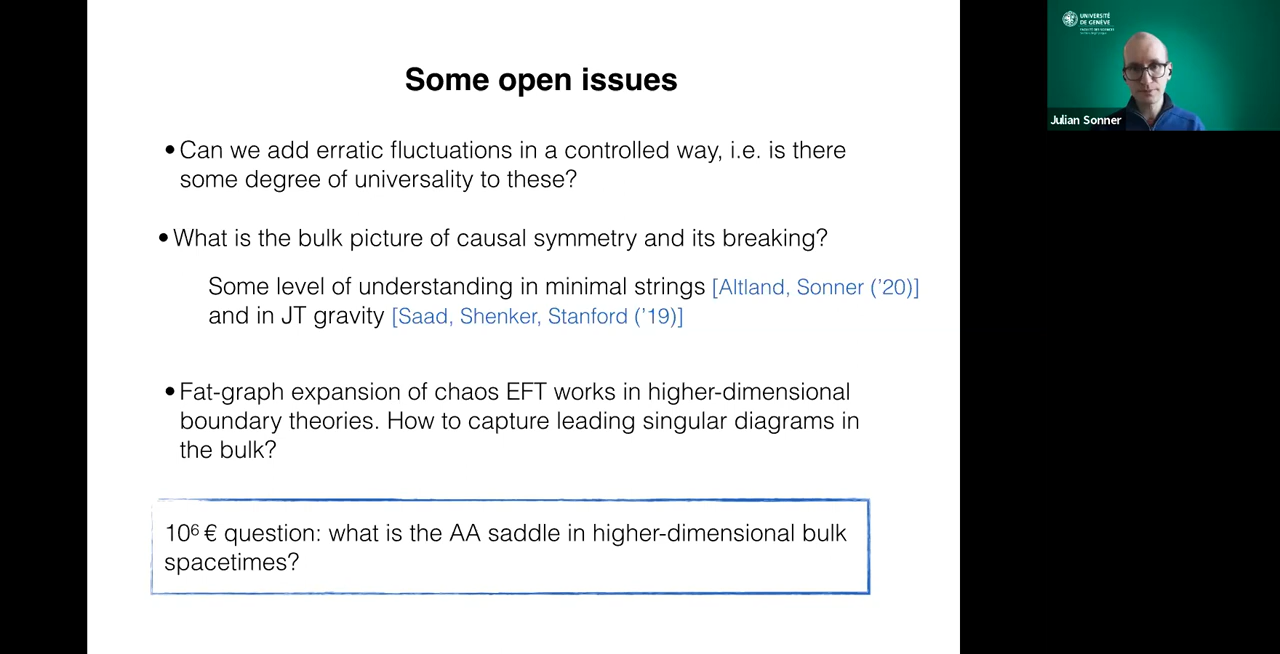 Some open issues
• Can we add erratic fluctuations in a controlled way, i.e. is there
some degree of universality to these?
• What is the bulk picture of causal symmetry and its breaking?
Some level of understanding in minimal strings [Altland, Sonner (’20)]
and in JT gravity [Saad, Shenker, Stanford (’19)]
• Fat-graph expansion of chaos EFT works in higher-dimensional
boundary theories. How to capture leading singular diagrams in
the bulk?
10⁶ € question: what is the AA saddle in higher-dimensional bulk
spacetimes?
UNIVERSITÉ
DE GENÈVE
Julian Sonner